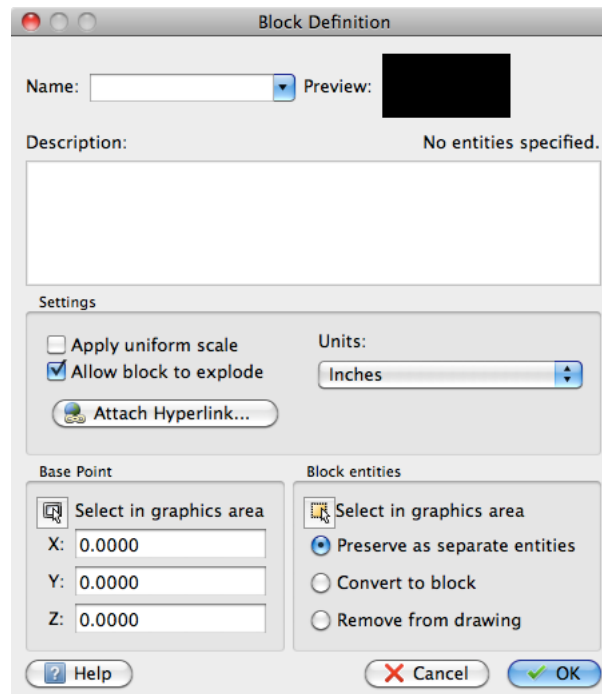 Block Definition
Name:
Preview:
Description:
No entities specified.
Settings
Apply uniform scale
Allow block to explode
Attach Hyperlink...
Units:
Inches
Base Point
Select in graphics area
X: 0.0000
Y: 0.0000
Z: 0.0000
Block entities
Select in graphics area
Preserve as separate entities
Convert to block
Remove from drawing
? Help
Cancel
OK